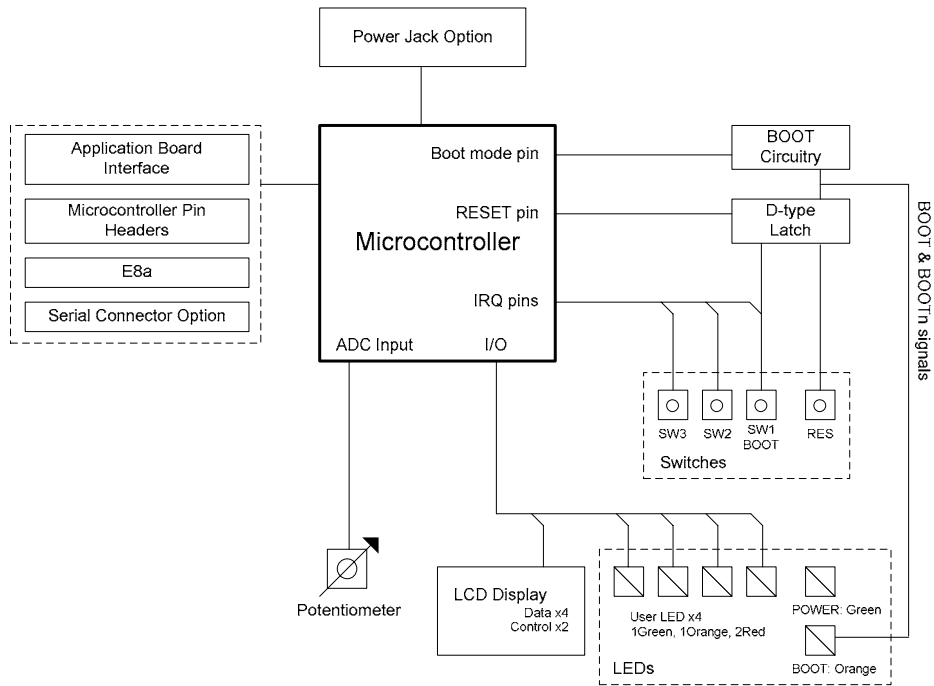 Power Jack Option
Application Board
Interface
Microcontroller Pin
Headers
E8a
Serial Connector Option
Boot mode pin
RESET pin
Microcontroller
IRQ pins
ADC Input
I/O
BOOT
Circuitry
D-type
Latch
BOOT & BOOTn signals
SW3
SW2
SW1
BOOT
RES
Switches
Potentiometer
LCD Display
Data x4
Control x2
User LED x4
1Green, 1Orange, 2Red
POWER: Green
BOOT: Orange
LEDs